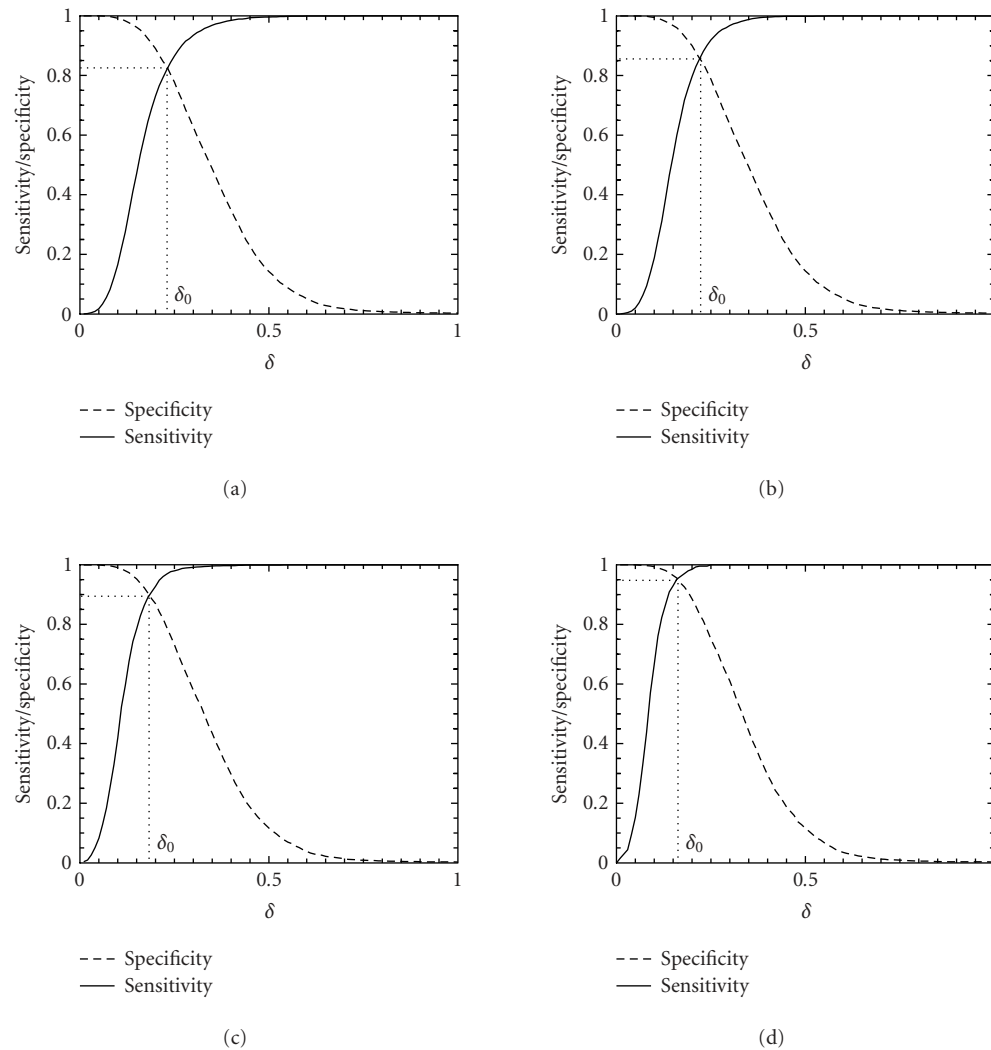 1
0.8
0.6
0.4
0.2
0
Sensitivity/specificity
δ0
0 0.5 1
δ
Specificity
Sensitivity
(a)
1
0.8
0.6
0.4
0.2
0
Sensitivity/specificity
δ0
0 0.5
δ
Specificity
Sensitivity
(b)
1
0.8
0.6
0.4
0.2
0
Sensitivity/specificity
δ0
0 0.5 1
δ
Specificity
Sensitivity
(c)
1
0.8
0.6
0.4
0.2
0
Sensitivity/specificity
δ0
0 0.5
δ
Specificity
Sensitivity
(d)